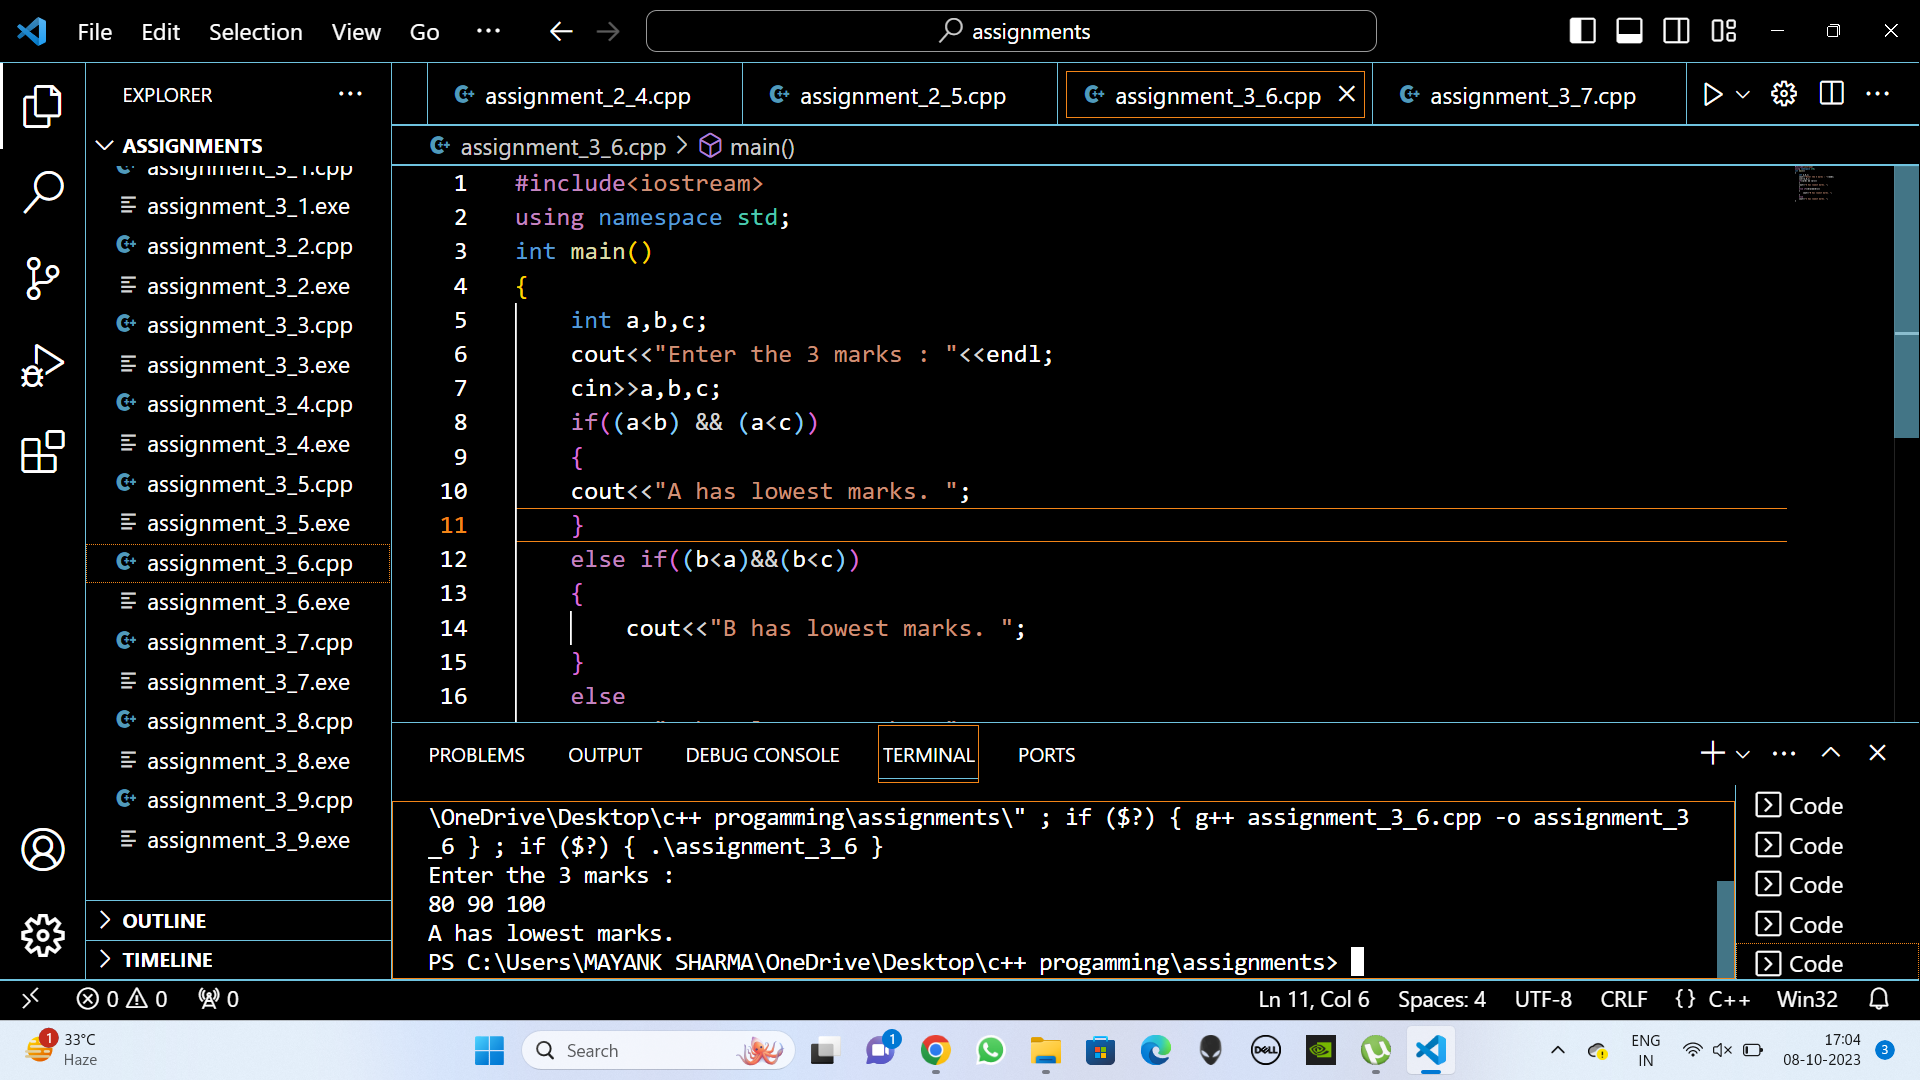 File Edit Selection View Go ··· assignments
EXPLORER ···
ASSIGNMENTS
assignment_3_1.cpp
assignment_3_1.exe
assignment_3_2.cpp
assignment_3_2.exe
assignment_3_3.cpp
assignment_3_3.exe
assignment_3_4.cpp
assignment_3_4.exe
assignment_3_5.cpp
assignment_3_5.exe
assignment_3_6.cpp
assignment_3_6.exe
assignment_3_7.cpp
assignment_3_7.exe
assignment_3_8.cpp
assignment_3_8.exe
assignment_3_9.cpp
assignment_3_9.exe
OUTLINE
TIMELINE
assignment_2_4.cpp assignment_2_5.cpp assignment_3_6.cpp assignment_3_7.cpp
assignment_3_6.cpp > main()
1 #include<iostream>
2 using namespace std;
3 int main()
4 {
5 int a,b,c;
6 cout<<"Enter the 3 marks : "<<endl;
7 cin>>a,b,c;
8 if((a<b) && (a<c))
9 {
10 cout<<"A has lowest marks. ";
11 }
12 else if((b<a)&&(b<c))
13 {
14 cout<<"B has lowest marks. ";
15 }
16 else
PROBLEMS OUTPUT DEBUG CONSOLE TERMINAL PORTS
\OneDrive\Desktop\c++ progamming\assignments\" ; if ($?) { g++ assignment_3_6.cpp -o assignment_3
_6 } ; if ($?) { .\assignment_3_6 }
Enter the 3 marks :
80 90 100
A has lowest marks.
PS C:\Users\MAYANK SHARMA\OneDrive\Desktop\c++ progamming\assignments>
Code
Code
Code
Code
Code
0 0 0 Ln 11, Col 6 Spaces: 4 UTF-8 CRLF {} C++ Win32
1 33°C
Haze
Search
1
DELL
ENG
IN
17:04
08-10-2023
3